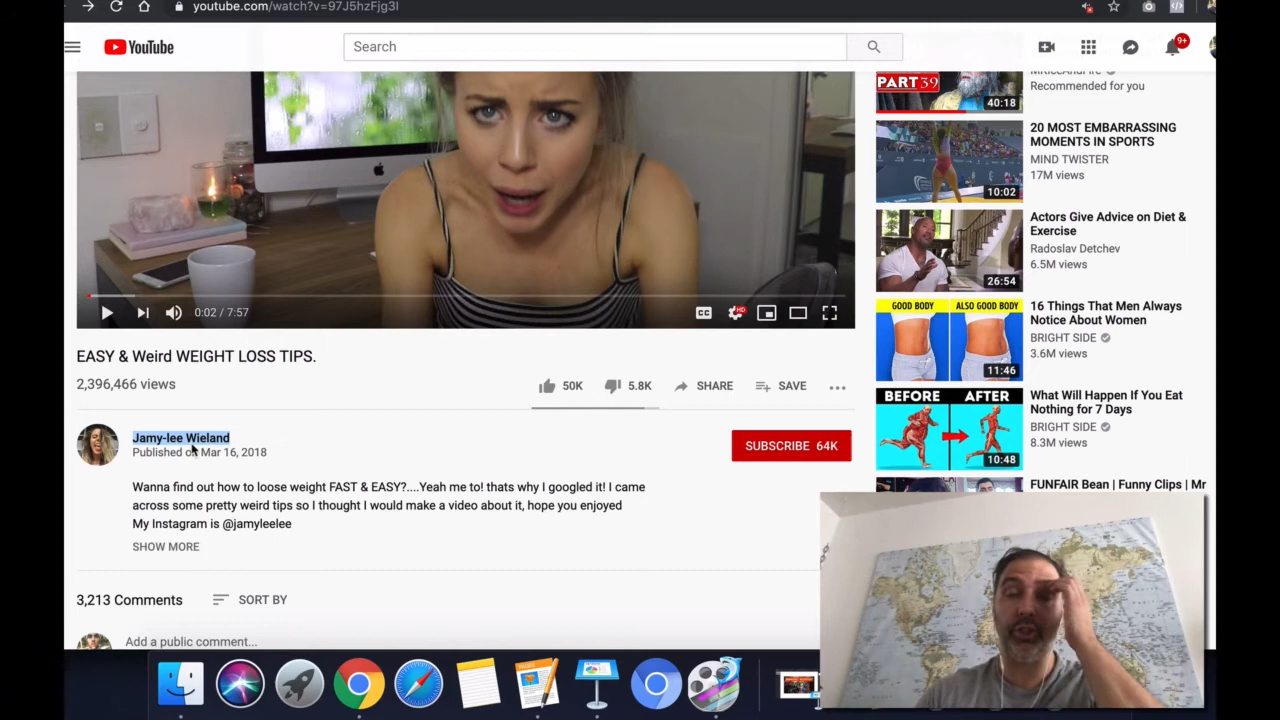 youtube.com/watch?v=97J5hzFjg3I
YouTube
Search
9+
0:02 / 7:57
CC
HD
EASY & Weird WEIGHT LOSS TIPS.
2,396,466 views
50K
5.8K
SHARE
SAVE
Jamy-lee Wieland
Published on Mar 16, 2018
SUBSCRIBE 64K
Wanna find out how to loose weight FAST & EASY?....Yeah me to! thats why I googled it! I came
across some pretty weird tips so I thought I would make a video about it, hope you enjoyed
My Instagram is @jamyleelee
SHOW MORE
3,213 Comments
SORT BY
Add a public comment...
PART 39
40:18
Recommended for you
10:02
20 MOST EMBARRASSING
MOMENTS IN SPORTS
MIND TWISTER
17M views
26:54
Actors Give Advice on Diet &
Exercise
Radoslav Detchev
6.5M views
GOOD BODY
ALSO GOOD BODY
11:46
16 Things That Men Always
Notice About Women
BRIGHT SIDE
3.6M views
BEFORE
AFTER
10:48
What Will Happen If You Eat
Nothing for 7 Days
BRIGHT SIDE
8.3M views
FUNFAIR Bean | Funny Clips | Mr